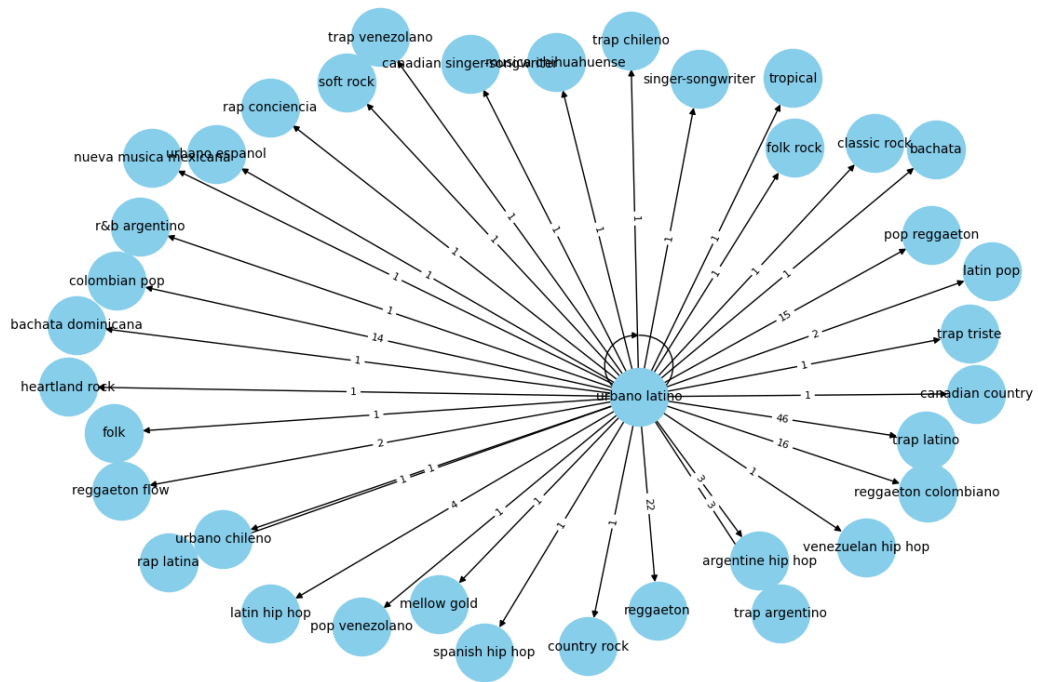 trap venezolano
trap chileno
canadian singer-songwriter
musica chihuahuense
soft rock
singer-songwriter
tropical
rap conciencia
classic rock
folk rock
bachata
nueva musica mexicana
urbano espanol
r&b argentino
pop reggaeton
1
1
1
1
1
1
1
1
latin pop
colombian pop
1
1
1
1
1
15
bachata dominicana
14
2
trap triste
1
1
heartland rock
1
1
canadian country
urbano latino
folk
1
46
trap latino
2
16
reggaeton flow
1
1
1
3
reggaeton colombiano
4
1
1
22
3
1
1
urbano chileno
venezuelan hip hop
rap latina
argentine hip hop
mellow gold
latin hip hop
reggaeton
trap argentino
pop venezolano
country rock
spanish hip hop